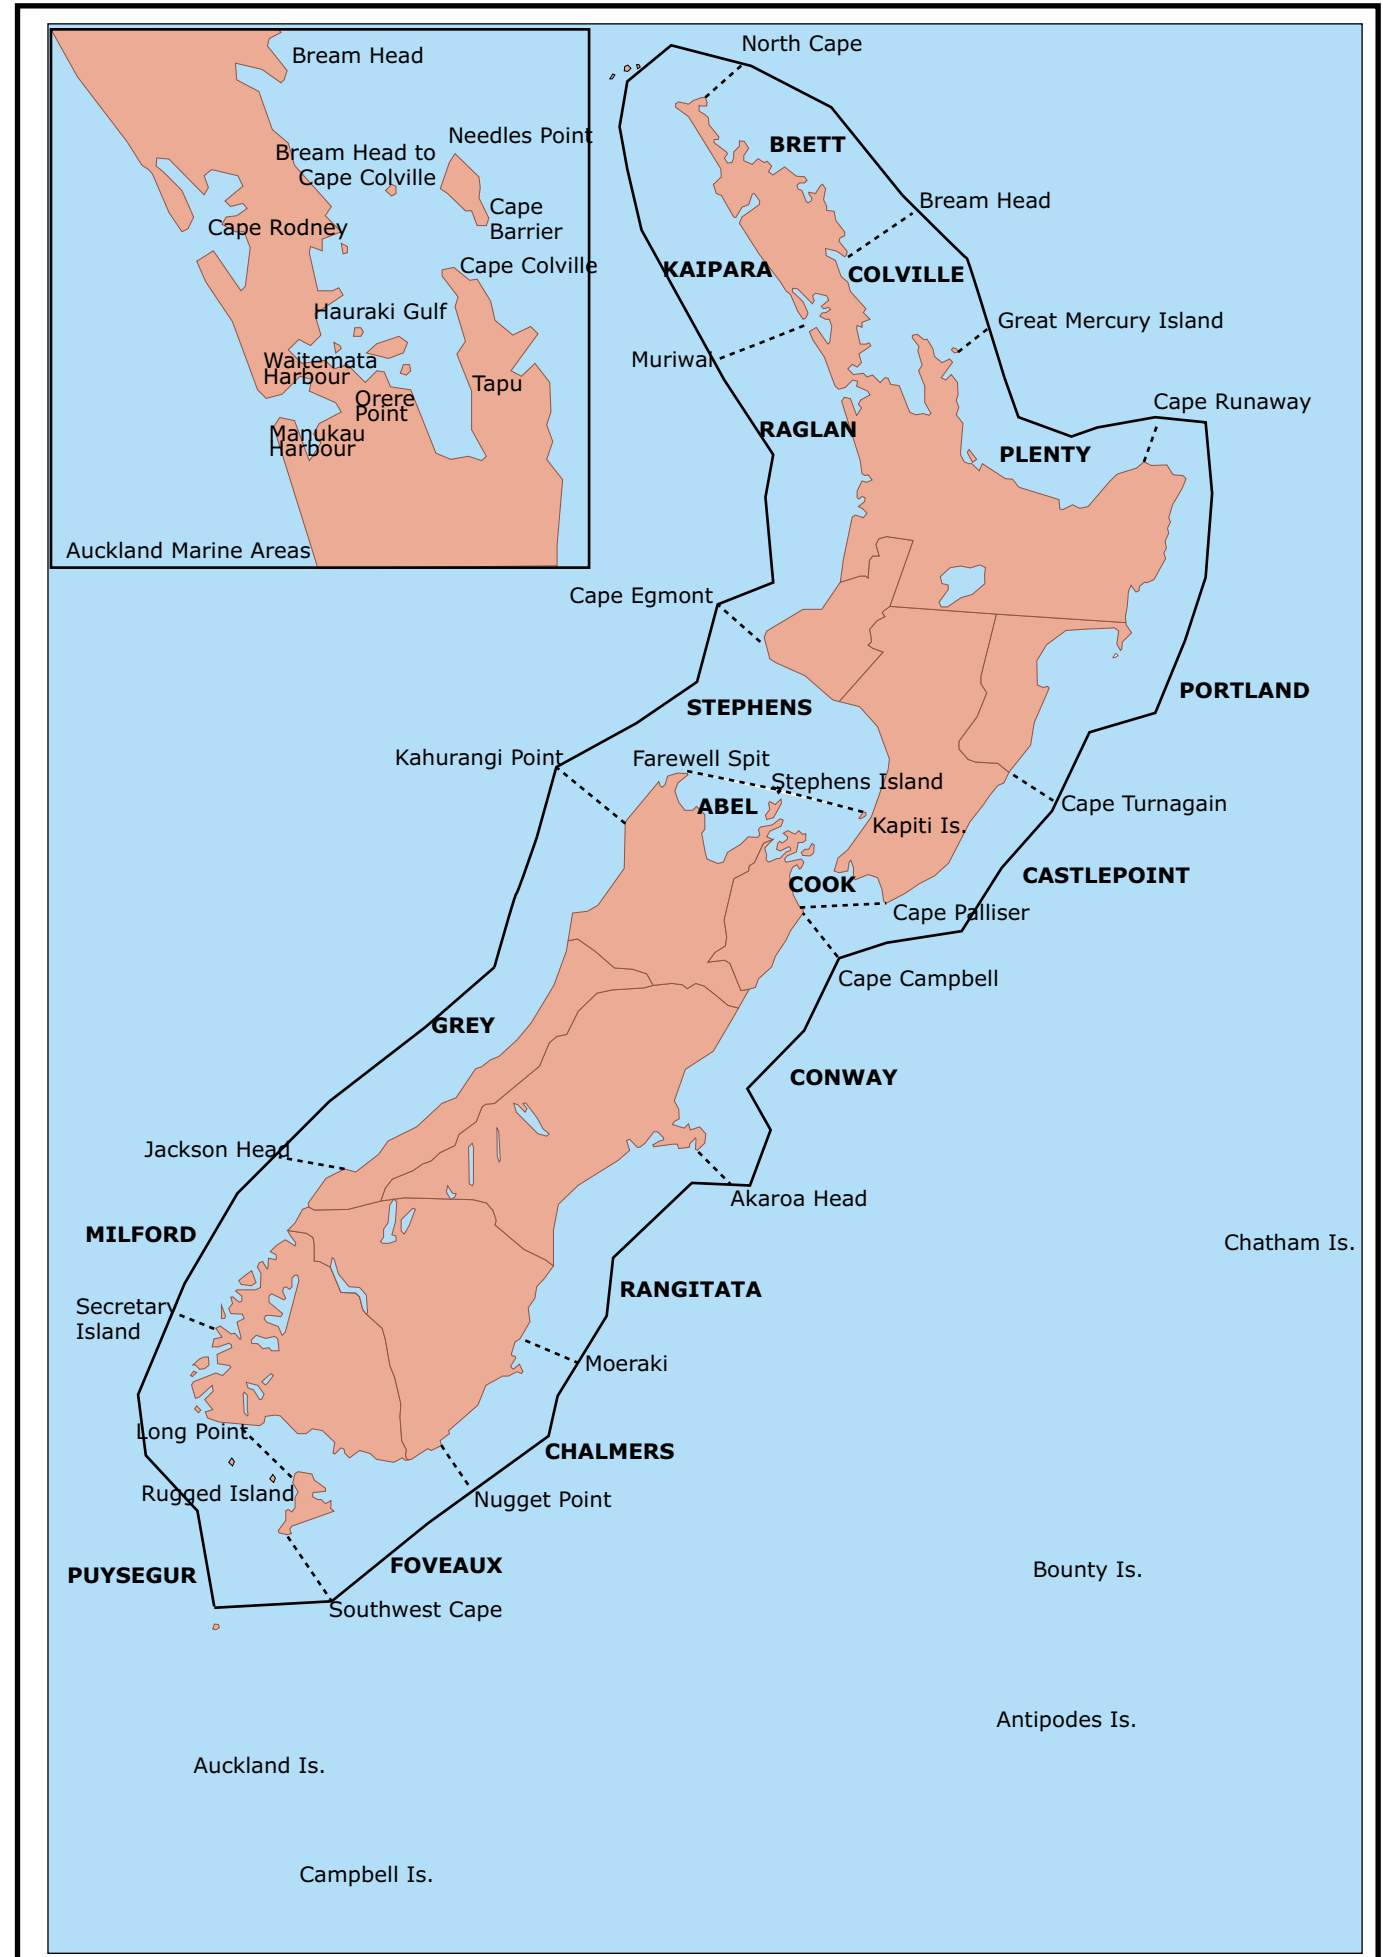 Bream Head
Needles Point
Bream Head to
Cape Colville
Cape
Barrier
Cape Rodney
Cape Colville
Hauraki Gulf
Waitemata
Harbour
Tapu
Orere
Point
Manukau
Harbour
Auckland Marine Areas
North Cape
BRETT
Bream Head
KAIPARA
COLVILLE
Great Mercury Island
Muriwai
Cape Runaway
RAGLAN
PLENTY
Cape Egmont
PORTLAND
STEPHENS
Kahurangi Point
Farewell Spit
Stephens Island
ABEL
Cape Turnagain
Kapiti Is.
CASTLEPOINT
COOK
Cape Palliser
Cape Campbell
GREY
CONWAY
Jackson Head
Akaroa Head
MILFORD
Chatham Is.
RANGITATA
Secretary
Island
Moeraki
Long Point
CHALMERS
Rugged Island
Nugget Point
FOVEAUX
Bounty Is.
PUYSEGUR
Southwest Cape
Antipodes Is.
Auckland Is.
Campbell Is.